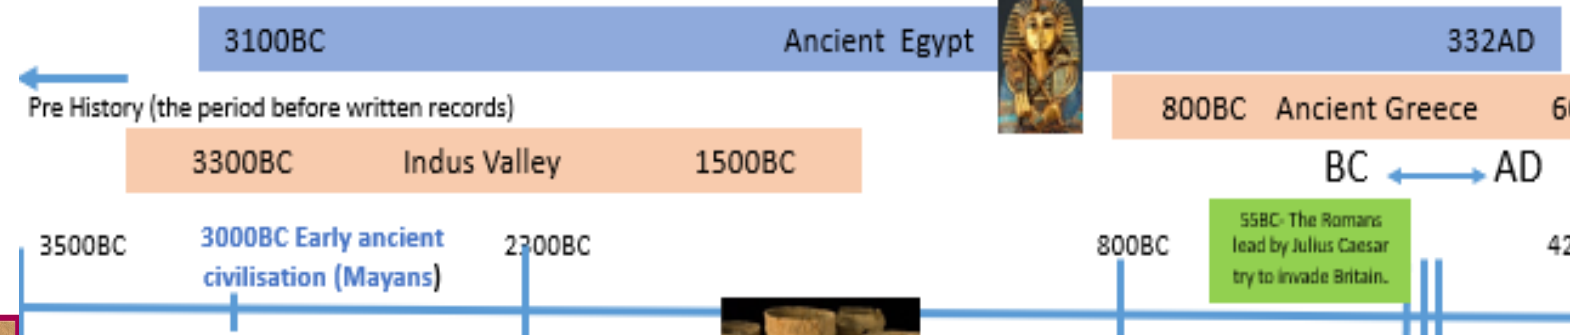 3100BC Ancient Egypt 332AD
Pre History (the period before written records)
800BC Ancient Greece
3300BC Indus Valley 1500BC
BC AD
3500BC
3000BC Early ancient
civilisation (Mayans)
2300BC
800BC
55BC- The Romans
lead by Julius Caesar
try to invade Britain.